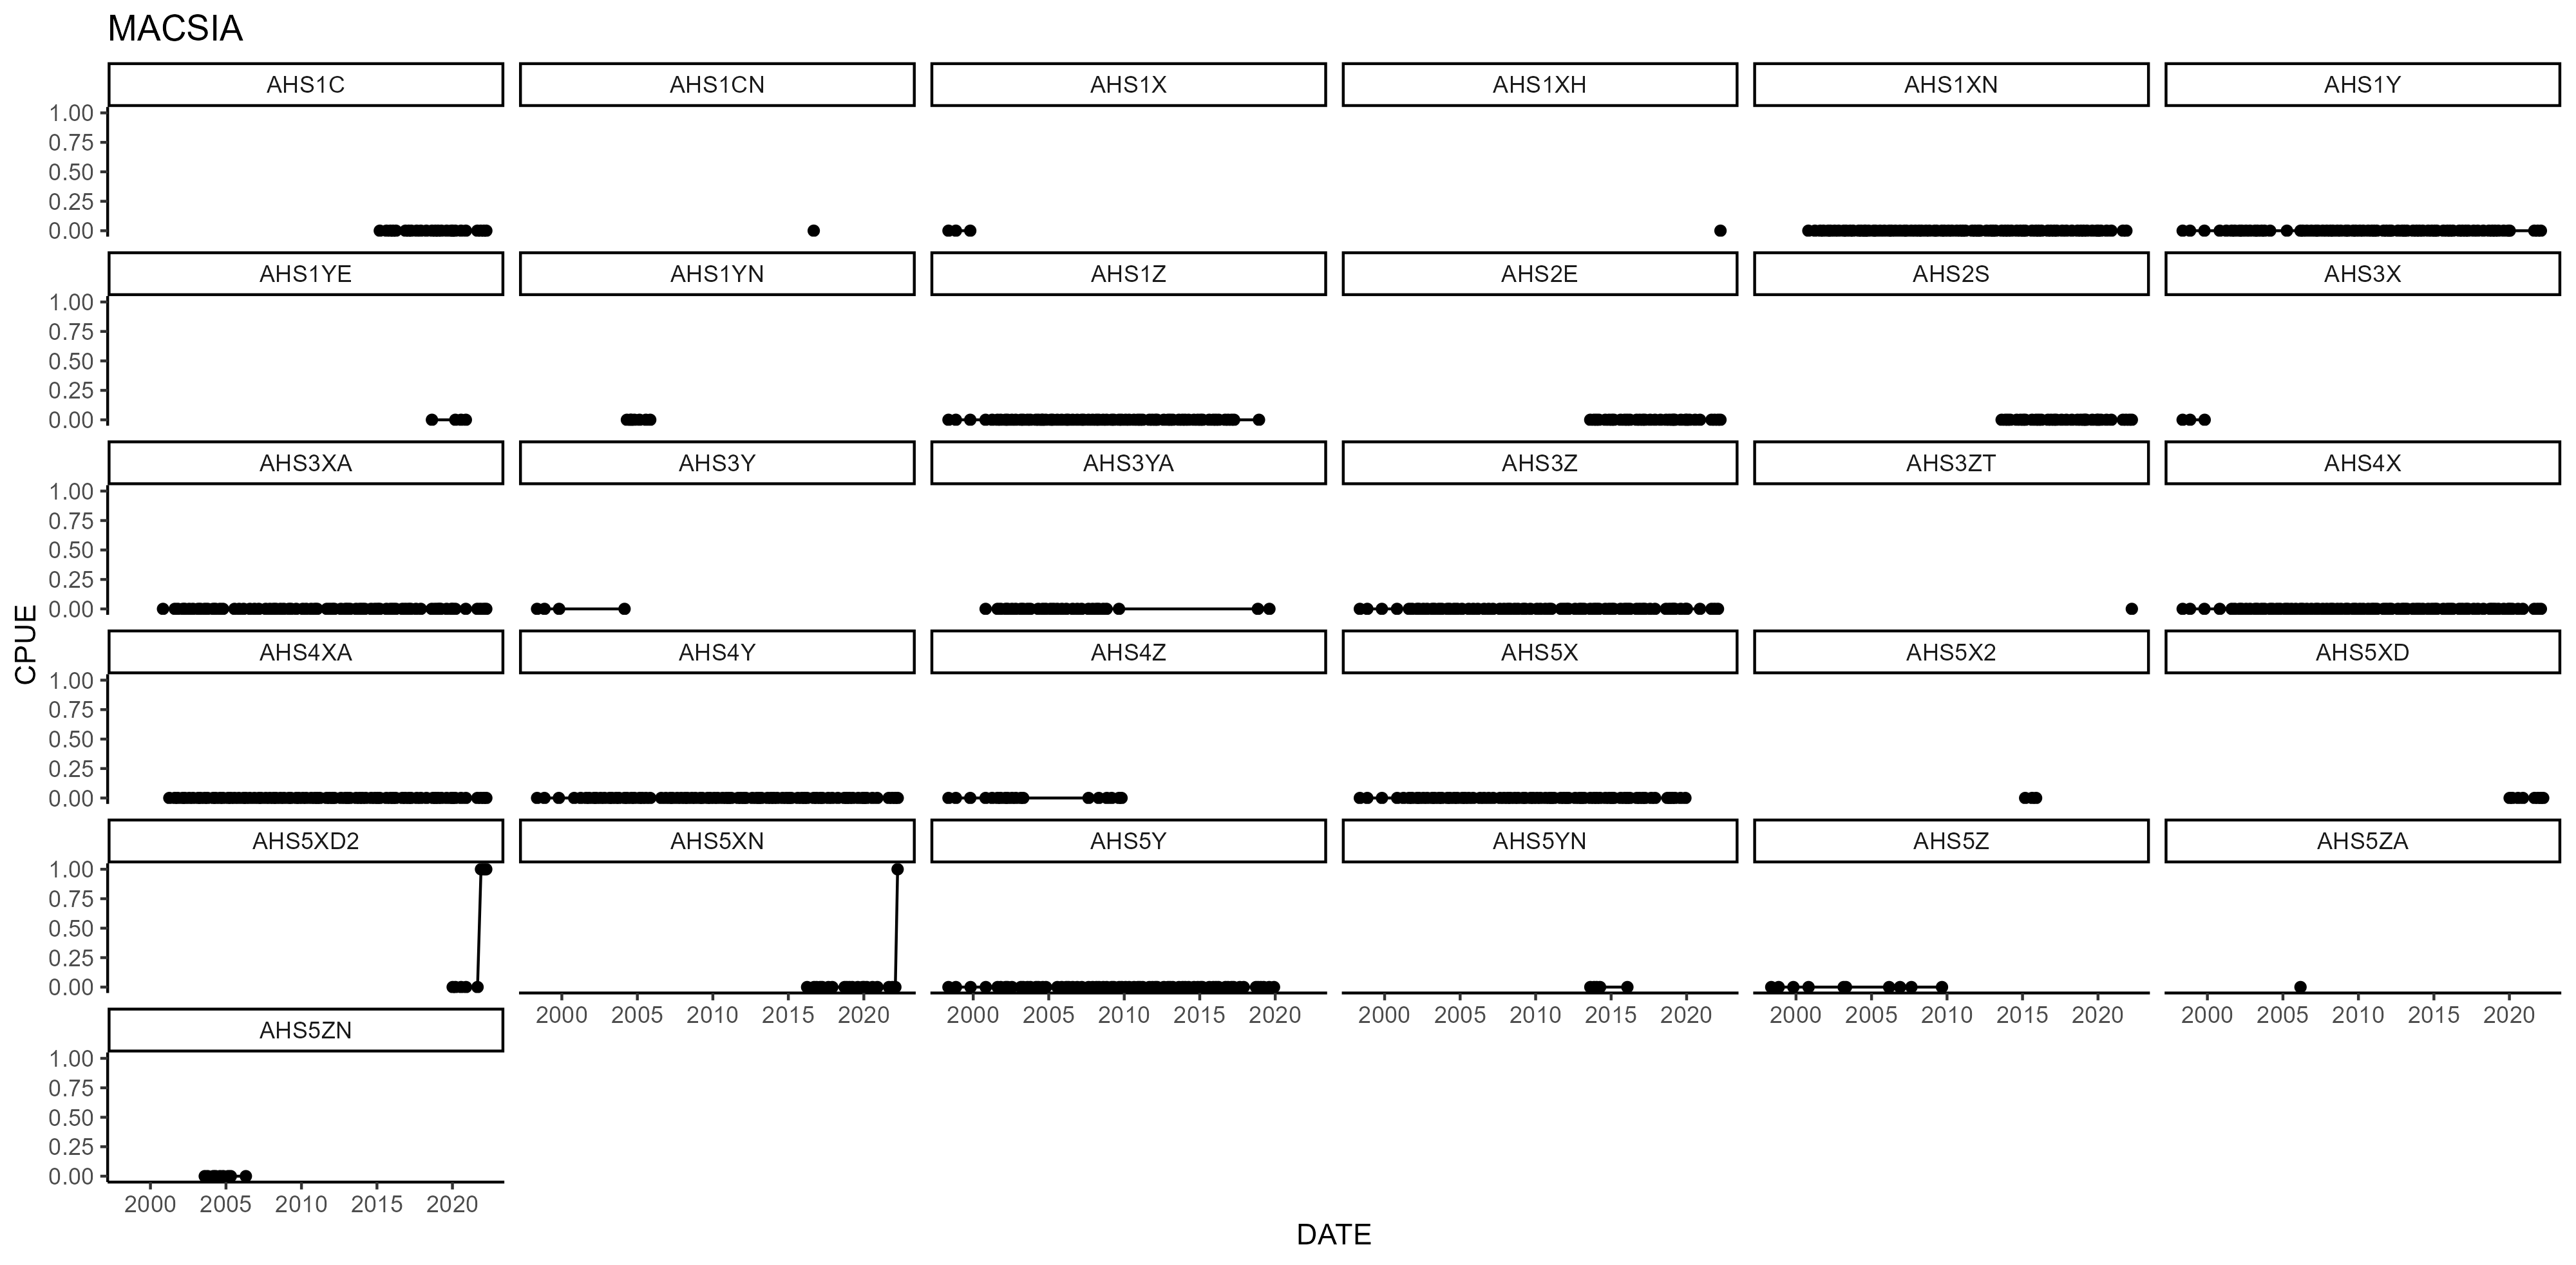 MACSIA
AHS1C AHS1CN AHS1X AHS1XH AHS1XN AHS1Y
1.00
0.75
0.50
0.25
0.00
AHS1YE AHS1YN AHS1Z AHS2E AHS2S AHS3X
1.00
0.75
0.50
0.25
0.00
AHS3XA AHS3Y AHS3YA AHS3Z AHS3ZT AHS4X
1.00
0.75
0.50
0.25
0.00
CPUE
AHS4XA AHS4Y AHS4Z AHS5X AHS5X2 AHS5XD
1.00
0.75
0.50
0.25
0.00
AHS5XD2 AHS5XN AHS5Y AHS5YN AHS5Z AHS5ZA
1.00
0.75
0.50
0.25
0.00
2000 2005 2010 2015 2020 2000 2005 2010 2015 2020 2000 2005 2010 2015 2020 2000 2005 2010 2015 2020 2000 2005 2010 2015 2020
AHS5ZN
1.00
0.75
0.50
0.25
0.00
2000 2005 2010 2015 2020
DATE